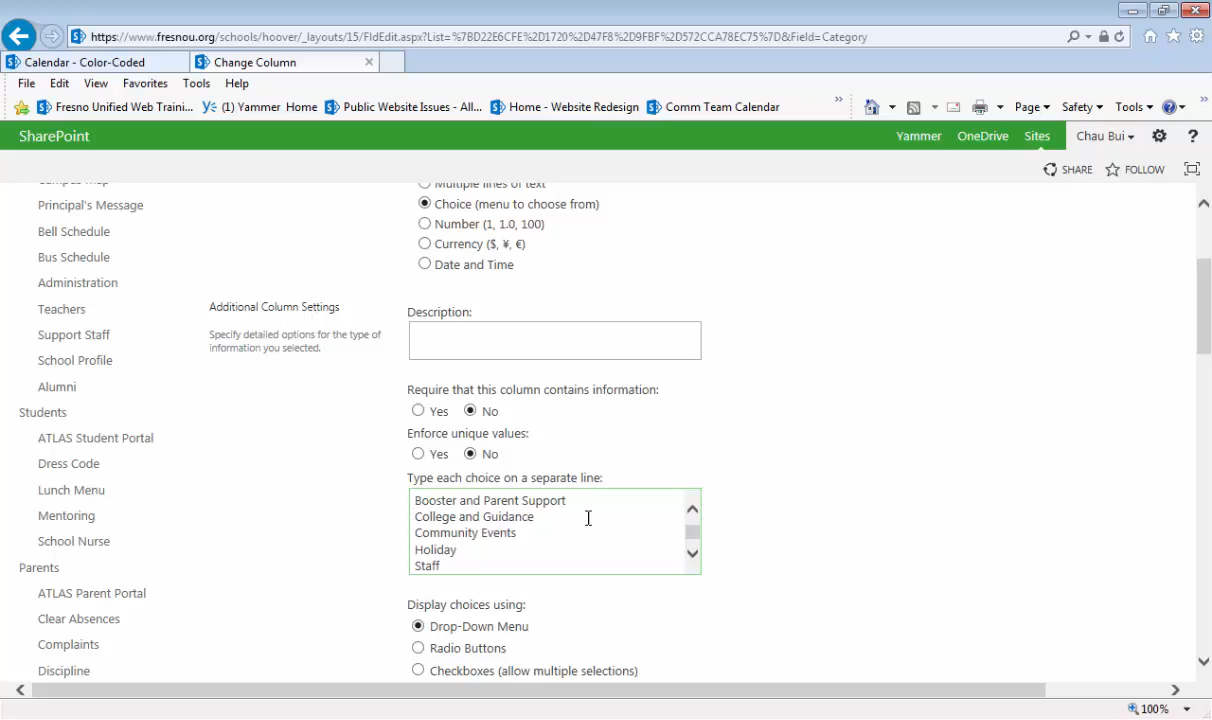 https://www.fresnou.org/schools/hoover/_layouts/15/FldEdit.aspx?List=%7BD22E6CFE%2D1720%2D47F8%2D9FBF%2D572CCA78EC75%7D&Field=Category
Calendar - Color-Coded
Change Column
File Edit View Favorites Tools Help
Fresno Unified Web Traini... (1) Yammer Home Public Website Issues - All... Home - Website Redesign Comm Team Calendar » Page Safety Tools »
SharePoint
Yammer OneDrive Sites Chau Bui ?
SHARE FOLLOW
Principal's Message
Bell Schedule
Bus Schedule
Administration
Teachers
Support Staff
School Profile
Alumni
Students
ATLAS Student Portal
Dress Code
Lunch Menu
Mentoring
School Nurse
Parents
ATLAS Parent Portal
Clear Absences
Complaints
Discipline
Additional Column Settings
Specify detailed options for the type of
information you selected.
Multiple lines of text
Choice (menu to choose from)
Number (1, 1.0, 100)
Currency ($, ¥, €)
Date and Time
Description:
Require that this column contains information:
Yes No
Enforce unique values:
Yes No
Type each choice on a separate line:
Booster and Parent Support
College and Guidance
Community Events
Holiday
Staff
Display choices using:
Drop-Down Menu
Radio Buttons
Checkboxes (allow multiple selections)
100%